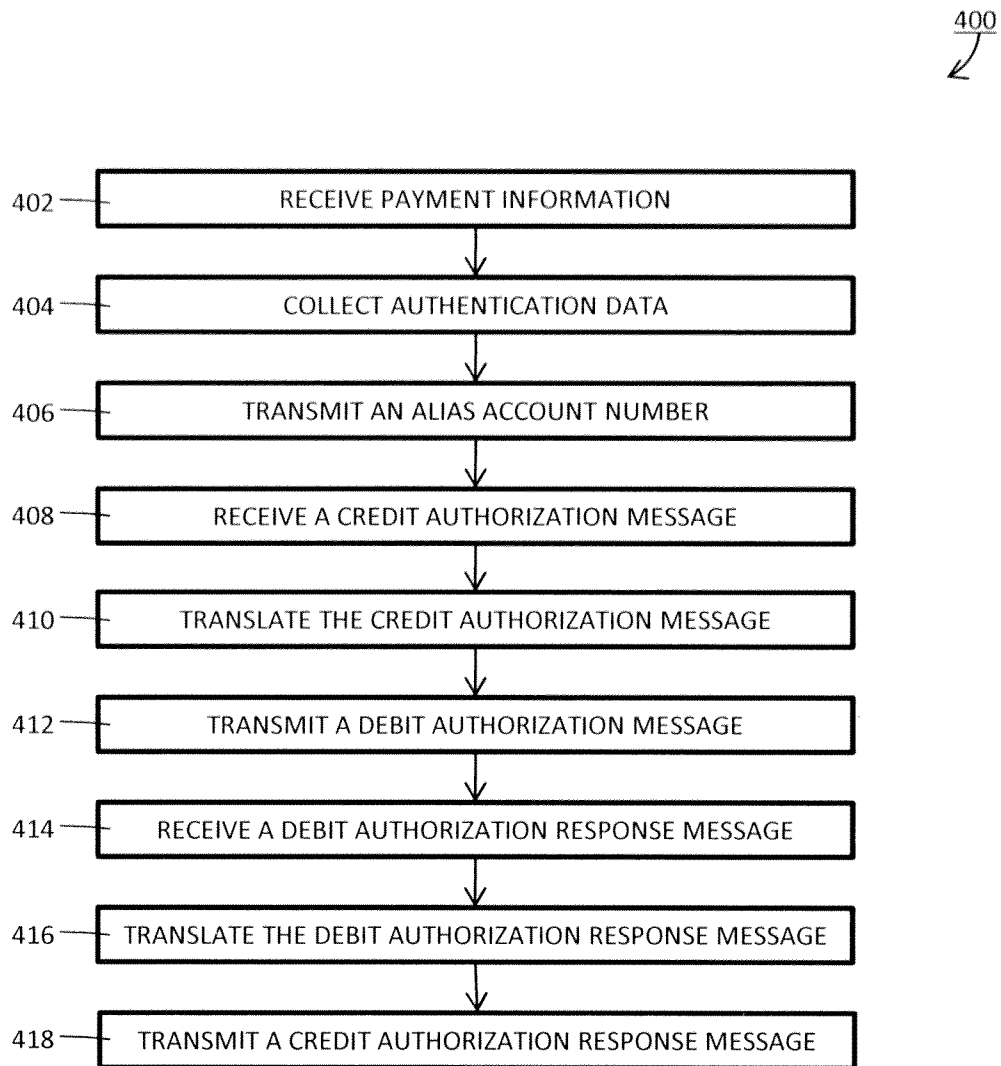 400
402 RECEIVE PAYMENT INFORMATION
404 COLLECT AUTHENTICATION DATA
406 TRANSMIT AN ALIAS ACCOUNT NUMBER
408 RECEIVE A CREDIT AUTHORIZATION MESSAGE
410 TRANSLATE THE CREDIT AUTHORIZATION MESSAGE
412 TRANSMIT A DEBIT AUTHORIZATION MESSAGE
414 RECEIVE A DEBIT AUTHORIZATION RESPONSE MESSAGE
416 TRANSLATE THE DEBIT AUTHORIZATION RESPONSE MESSAGE
418 TRANSMIT A CREDIT AUTHORIZATION RESPONSE MESSAGE